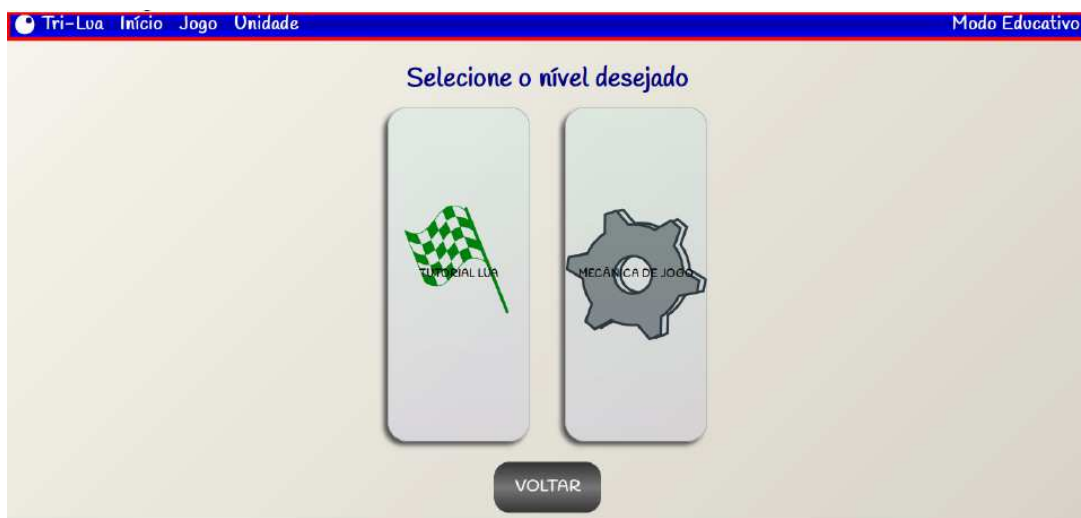 Tri-Lua Início Jogo Unidade Modo Educativo
Selecione o nível desejado
TUTORIAL LUA MECÂNICA DE JOGO
VOLTAR